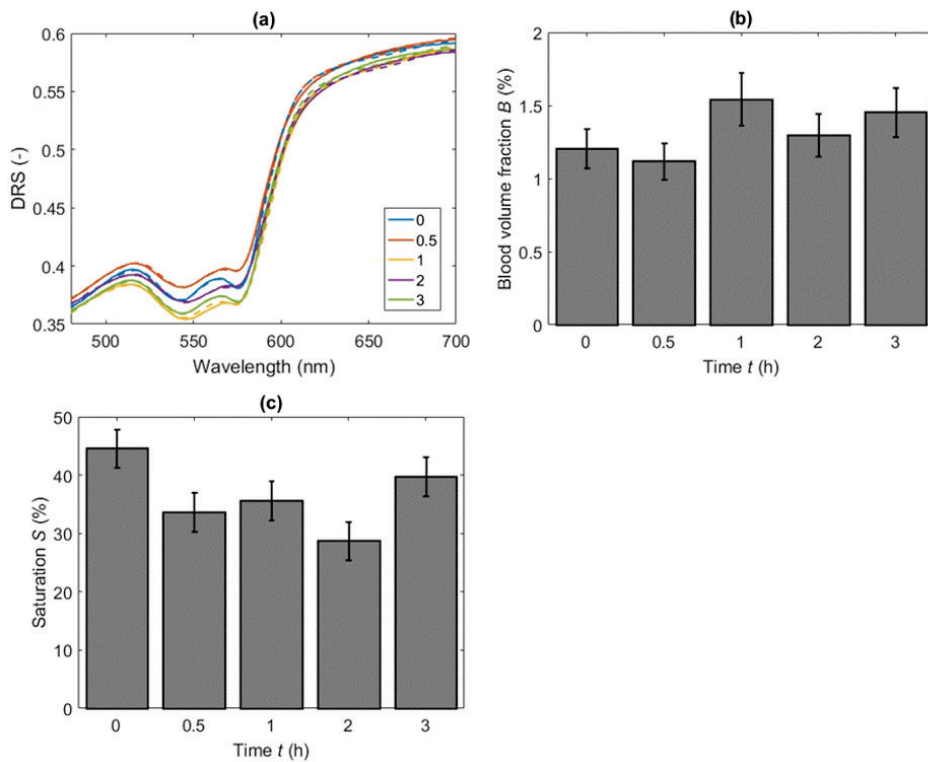 (a)
0.6
0.55
0.5
0.45
0.4
0.35
DRS (-)
0
0.5
1
2
3
500 550 600 650 700
Wavelength (nm)
(b)
2
1.5
1
0.5
0
Blood volume fraction B (%)
0 0.5 1 2 3
Time t (h)
(c)
50
40
30
20
10
0
Saturation S (%)
0 0.5 1 2 3
Time t (h)